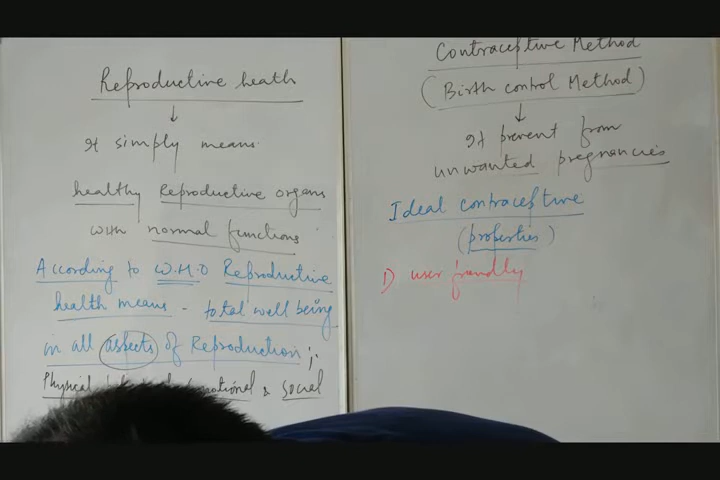 Reproductive heath
It simply means.
healthy Reproductive organs
with normal functions
According to W.H.O Reproductive
health means - total well being
in all aspects of Reproduction;.
Physical & Social
Contraceptive Method
(Birth control Method)
It prevent from
unwanted pregnancies
Ideal contraceptive
(properties)
1) user friendly